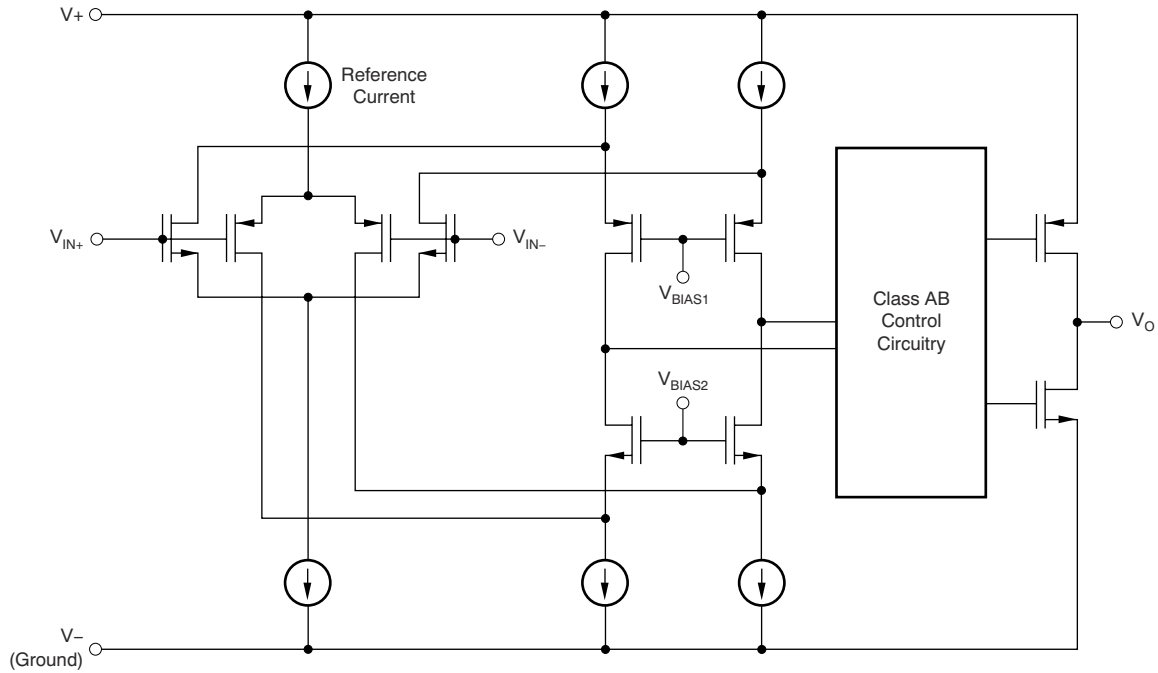 V+
Reference
Current
V_IN+
V_IN−
V_BIAS1
Class AB
Control
Circuitry
V_O
V_BIAS2
V−
(Ground)